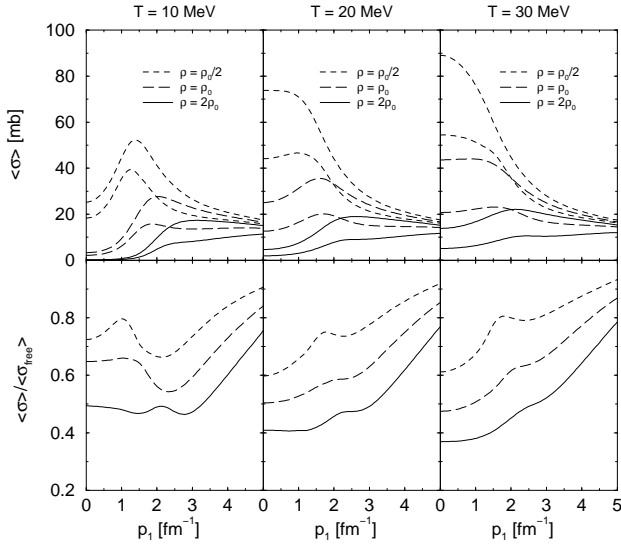 T = 10 MeV T = 20 MeV T = 30 MeV
100
80
60
40
20
0
<σ> [mb]
ρ = ρ₀/2
ρ = ρ₀
ρ = 2ρ₀
ρ = ρ₀/2
ρ = ρ₀
ρ = 2ρ₀
ρ = ρ₀/2
ρ = ρ₀
ρ = 2ρ₀
0.8
0.6
0.4
0.2
<σ>/<σfree>
0 1 2 3 4 0 1 2 3 4 0 1 2 3 4 5
p₁ [fm⁻¹] p₁ [fm⁻¹] p₁ [fm⁻¹]